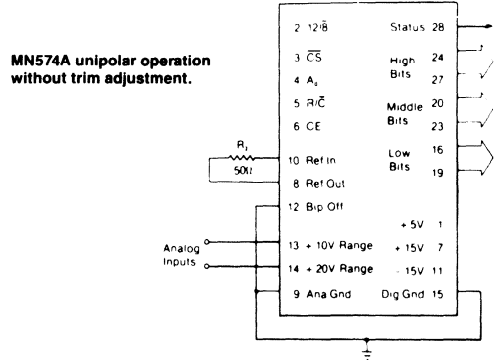 MN574A unipolar operation
without trim adjustment.
2 12/8̅
3 C̅S̅
4 A₀
5 R/C̅
6 CE
R₁
50Ω
10 Ref In
8 Ref Out
12 Bip Off
Analog
Inputs
13 + 10V Range
14 + 20V Range
9 Ana Gnd
Status 28
High
Bits
24
27
Middle
Bits
20
23
Low
Bits
16
19
+ 5V 1
+ 15V 7
- 15V 11
Dig Gnd 15